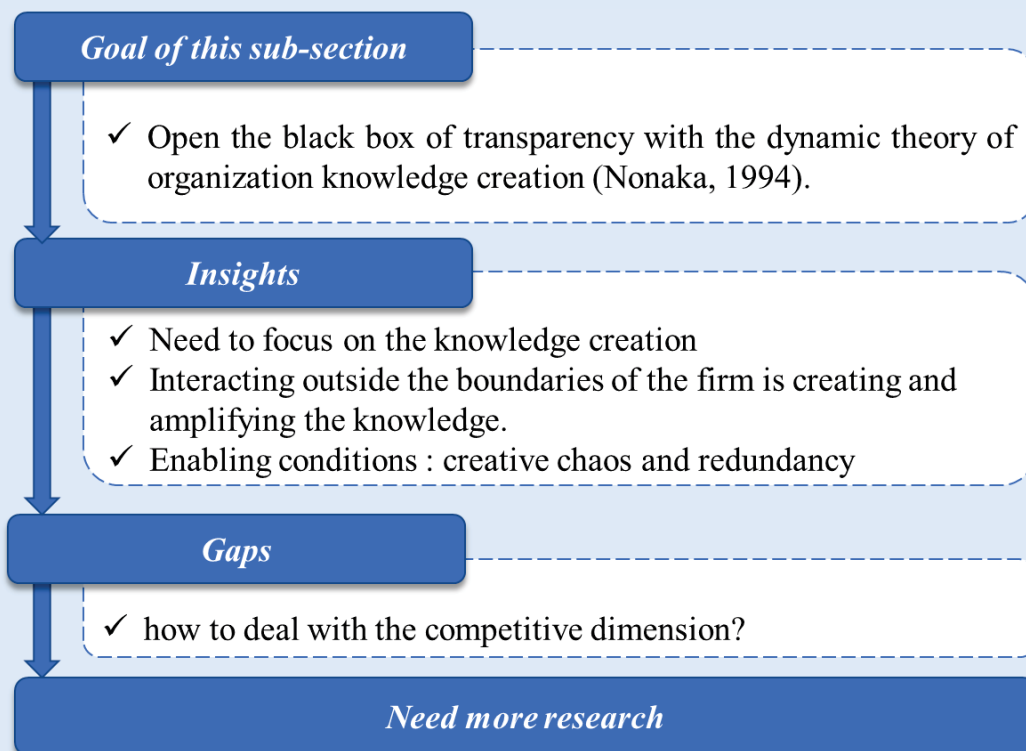 Goal of this sub-section
✓ Open the black box of transparency with the dynamic theory of
organization knowledge creation (Nonaka, 1994).
Insights
✓ Need to focus on the knowledge creation
✓ Interacting outside the boundaries of the firm is creating and
amplifying the knowledge.
✓ Enabling conditions : creative chaos and redundancy
Gaps
✓ how to deal with the competitive dimension?
Need more research